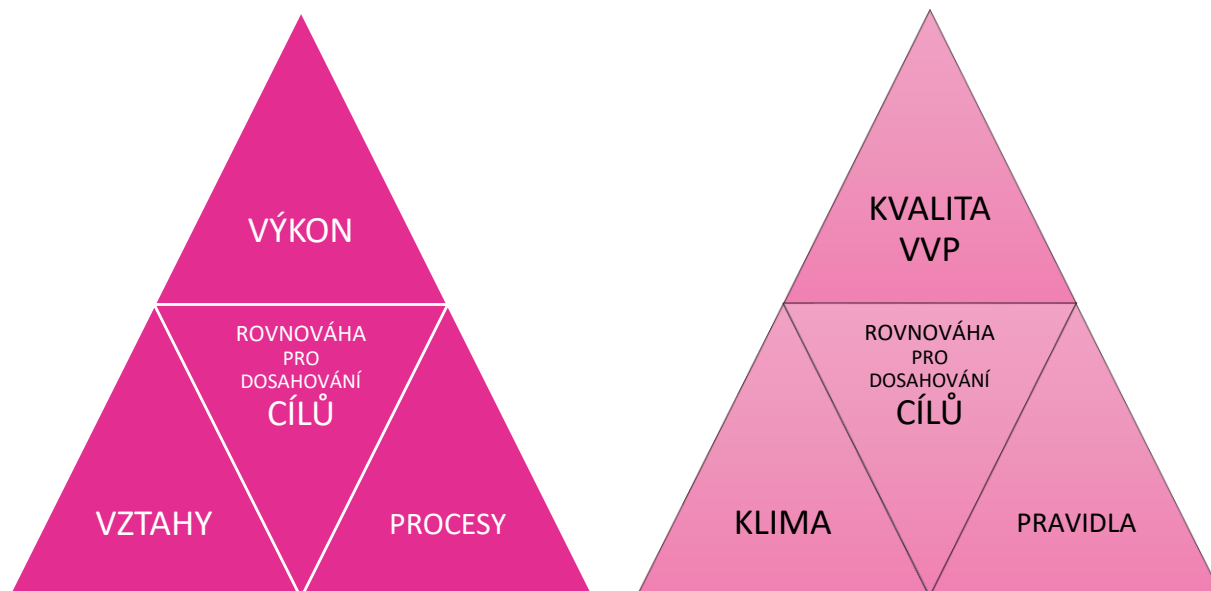 VÝKON
ROVNOVÁHA
PRO
DOSAHOVÁNÍ
CÍLŮ
VZTAHY
PROCESY
KVALITA
VVP
ROVNOVÁHA
PRO
DOSAHOVÁNÍ
CÍLŮ
KLIMA
PRAVIDLA